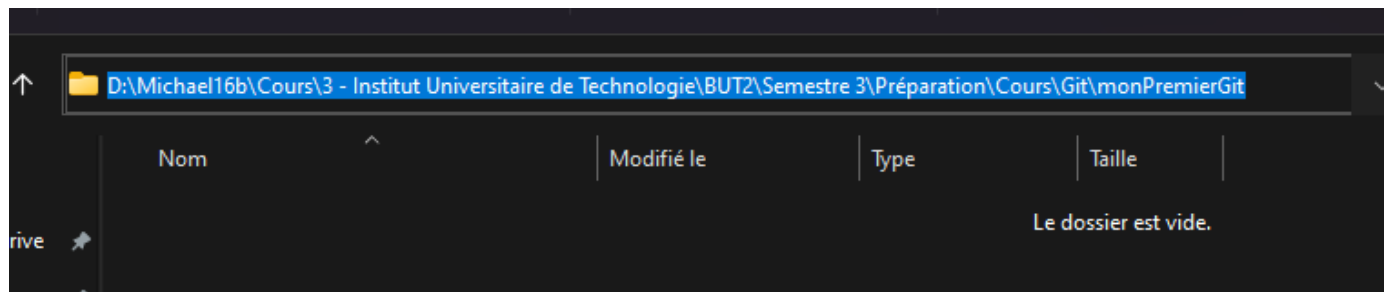 D:\Michael16b\Cours\3 - Institut Universitaire de Technologie\BUT2\Semestre 3\Préparation\Cours\Git\monPremierGit
Nom Modifié le Type Taille
Le dossier est vide.
rive